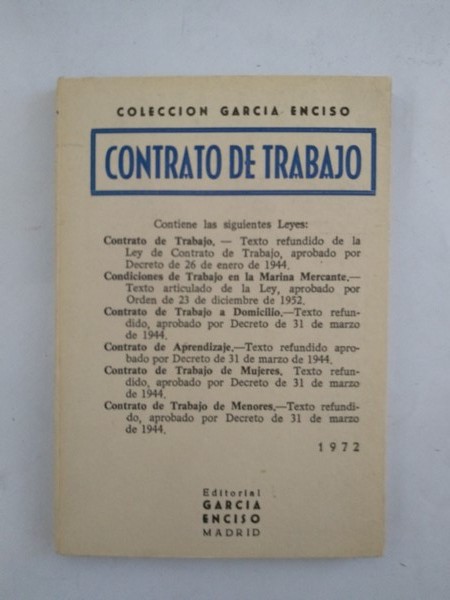 COLECCION GARCIA ENCISO
CONTRATO DE TRABAJO
Contiene las siguientes Leyes:
Contrato de Trabajo. — Texto refundido de la
Ley de Contrato de Trabajo, aprobado por
Decreto de 26 de enero de 1944.
Condiciones de Trabajo en la Marina Mercante.—
Texto articulado de la Ley, aprobado por
Orden de 23 de diciembre de 1952.
Contrato de Trabajo a Domicilio.—Texto refun-
dido, aprobado por Decreto de 31 de marzo
de 1944.
Contrato de Aprendizaje.—Texto refundido apro-
bado por Decreto de 31 de marzo de 1944.
Contrato de Trabajo de Mujeres. Texto refun-
dido, aprobado por Decreto de 31 de marzo
de 1944.
Contrato de Trabajo de Menores.—Texto refundi-
do, aprobado por Decreto de 31 de marzo
de 1944.
1972
Editorial
GARCIA
ENCISO
MADRID